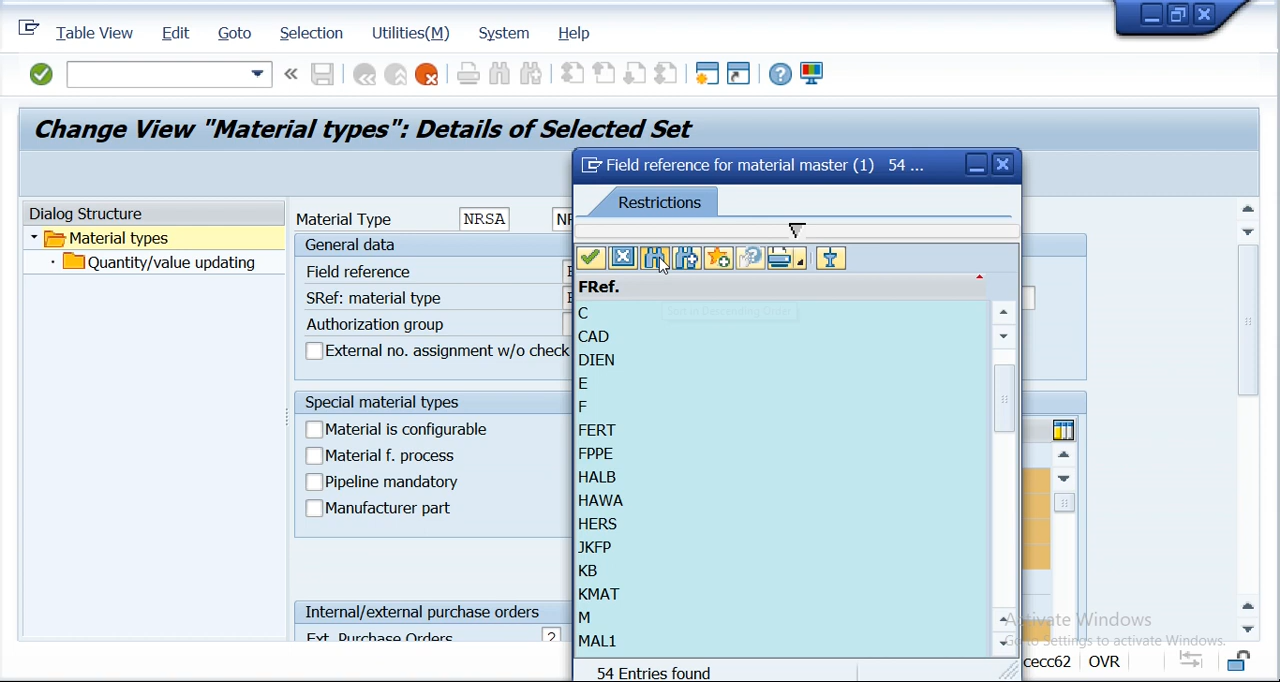 Table View Edit Goto Selection Utilities(M) System Help
Change View "Material types": Details of Selected Set
Dialog Structure
Material types
Quantity/value updating
Material Type NRSA
General data
Field reference
SRef: material type
Authorization group
External no. assignment w/o check
Special material types
Material is configurable
Material f. process
Pipeline mandatory
Manufacturer part
Internal/external purchase orders
Ext. Purchase Orders ?
Field reference for material master (1) 54 ...
Restrictions
FRef.
Sort in Descending Order
C
CAD
DIEN
E
F
FERT
FPPE
HALB
HAWA
HERS
JKFP
KB
KMAT
M
MAL1
54 Entries found
Activate Windows
Go to Settings to activate Windows.
cecc62 OVR